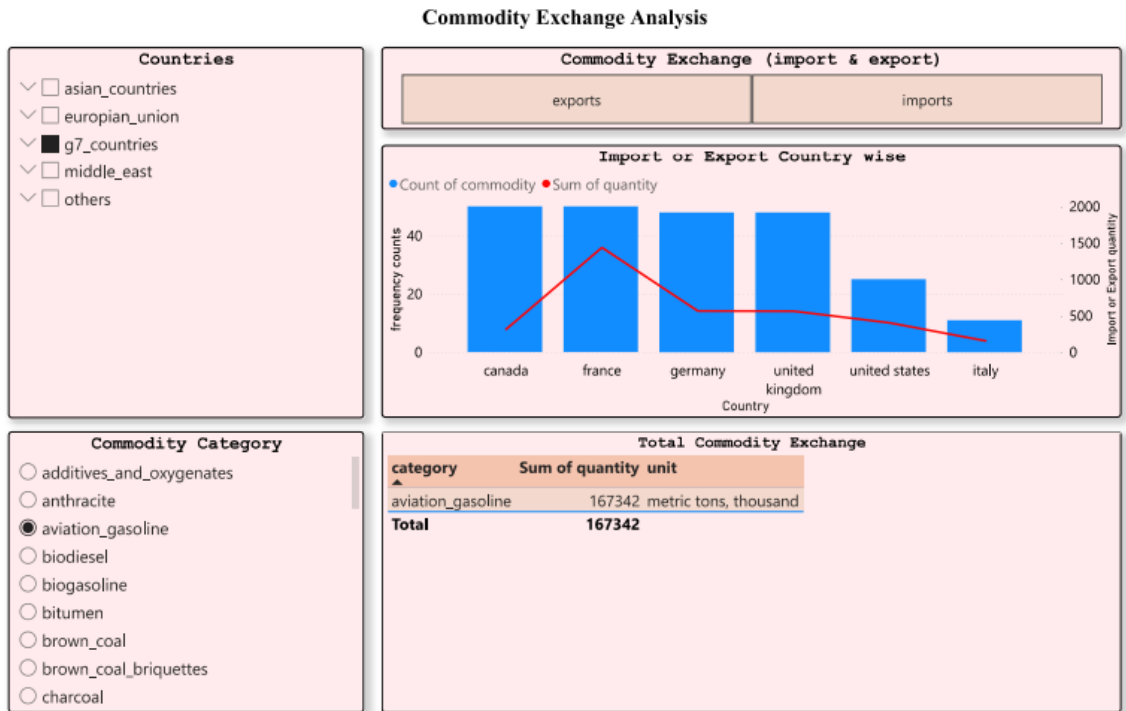 Commodity Exchange Analysis
Countries
asian_countries
europian_union
g7_countries
middle_east
others
Commodity Exchange (import & export)
exports
imports
Import or Export Country wise
Count of commodity
Sum of quantity
frequency counts
40
20
0
2000
1500
1000
500
0
Import or Export quantity
canada
france
germany
united
kingdom
united states
italy
Country
Commodity Category
additives_and_oxygenates
anthracite
aviation_gasoline
biodiesel
biogasoline
bitumen
brown_coal
brown_coal_briquettes
charcoal
Total Commodity Exchange
category Sum of quantity unit
aviation_gasoline 167342 metric tons, thousand
Total 167342